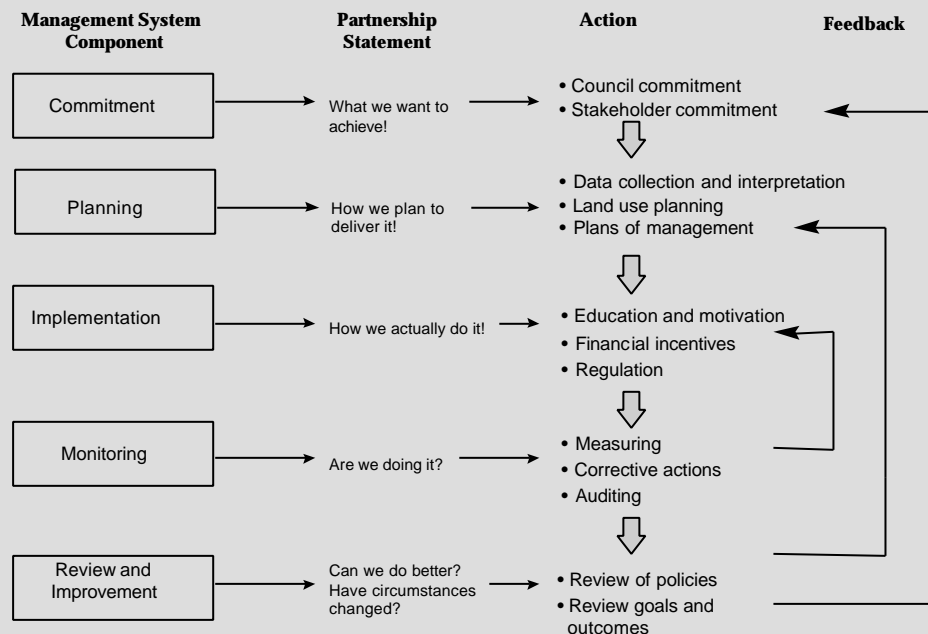 Management System
Component
Partnership
Statement
Action
Feedback
Commitment
What we want to
achieve!
• Council commitment
• Stakeholder commitment
Planning
How we plan to
deliver it!
• Data collection and interpretation
• Land use planning
• Plans of management
Implementation
How we actually do it!
• Education and motivation
• Financial incentives
• Regulation
Monitoring
Are we doing it?
• Measuring
• Corrective actions
• Auditing
Review and
Improvement
Can we do better?
Have circumstances
changed?
• Review of policies
• Review goals and
outcomes